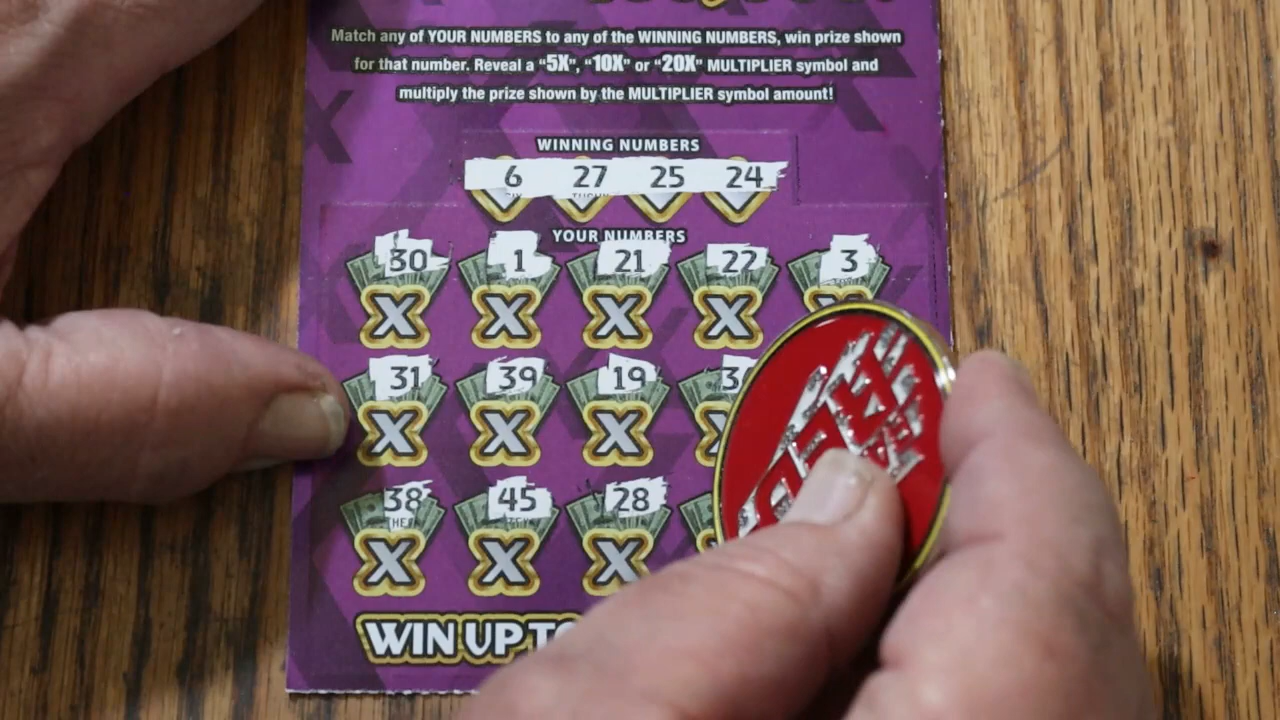 Match any of YOUR NUMBERS to any of the WINNING NUMBERS, win prize shown
for that number. Reveal a "5X", "10X" or "20X" MULTIPLIER symbol and
multiply the prize shown by the MULTIPLIER symbol amount!
WINNING NUMBERS
6 27 25 24
YOUR NUMBERS
30 1 21 22 3
X X X X
31 39 19
X X X X
38 45 28
X X X
WIN UP TO